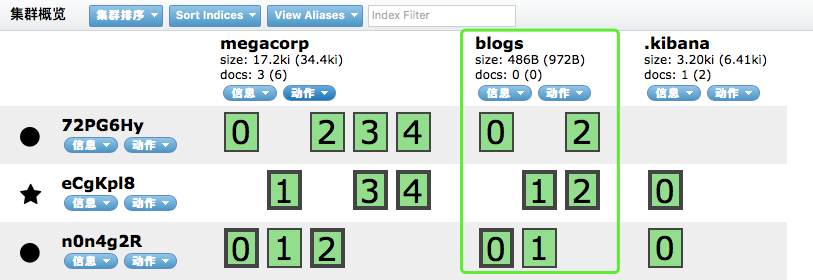 集群概览 集群排序 Sort Indices View Aliases Index Filter
megacorp blogs .kibana
size: 17.2ki (34.4ki) size: 486B (972B) size: 3.20ki (6.41ki)
docs: 3 (6) docs: 0 (0) docs: 1 (2)
信息 动作 信息 动作 信息 动作
72PG6Hy 0 2 3 4 0 2
信息 动作
eCgKpl8 1 3 4 1 2 0
信息 动作
n0n4g2R 0 1 2 0 1 0
信息 动作